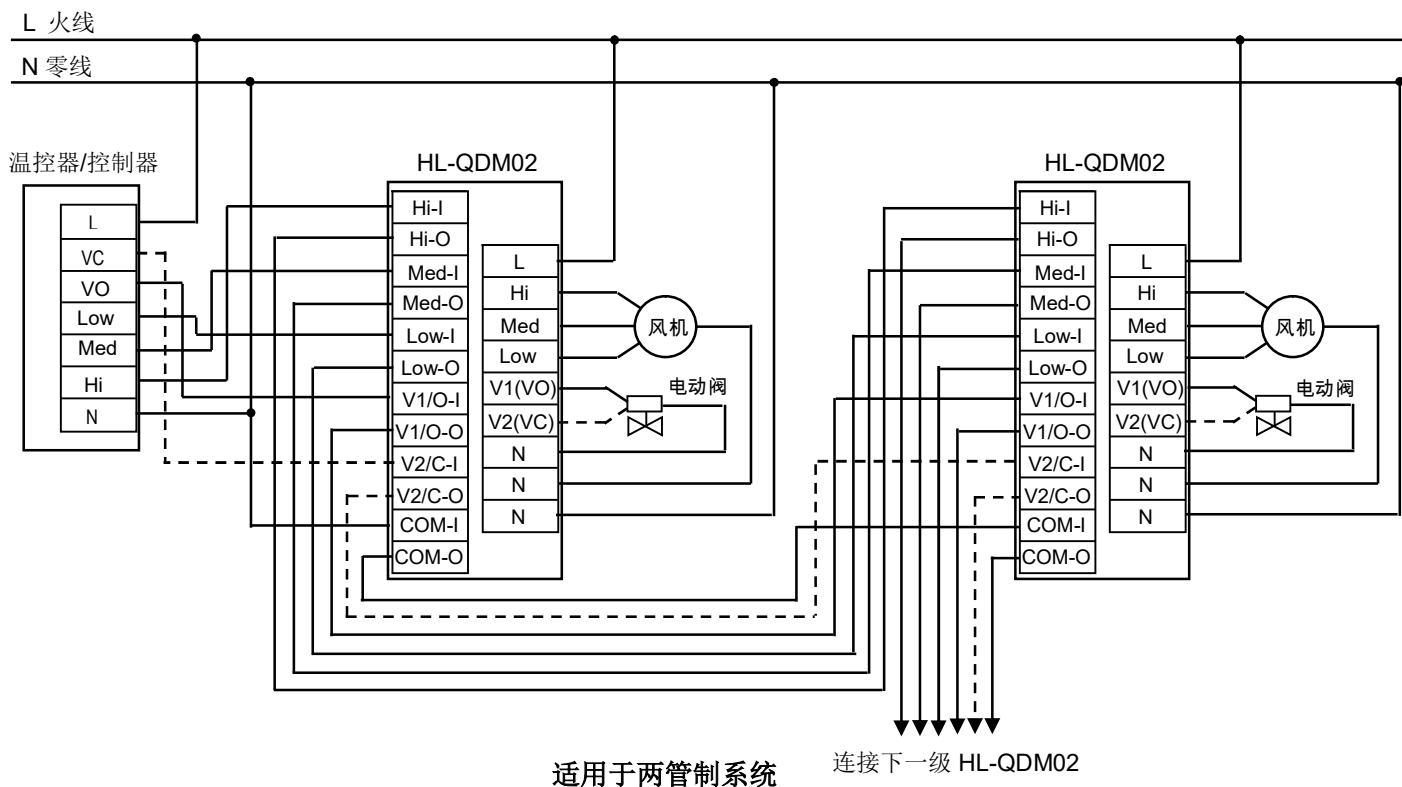 L 火线
N 零线
温控器/控制器
L
VC
VO
Low
Med
Hi
N
HL-QDM02
Hi-I
Hi-O
Med-I
Med-O
Low-I
Low-O
V1/O-I
V1/O-O
V2/C-I
V2/C-O
COM-I
COM-O
L
Hi
Med
Low
V1(VO)
V2(VC)
N
N
N
风机
电动阀
HL-QDM02
Hi-I
Hi-O
Med-I
Med-O
Low-I
Low-O
V1/O-I
V1/O-O
V2/C-I
V2/C-O
COM-I
COM-O
L
Hi
Med
Low
V1(VO)
V2(VC)
N
N
N
风机
电动阀
连接下一级 HL-QDM02
适用于两管制系统